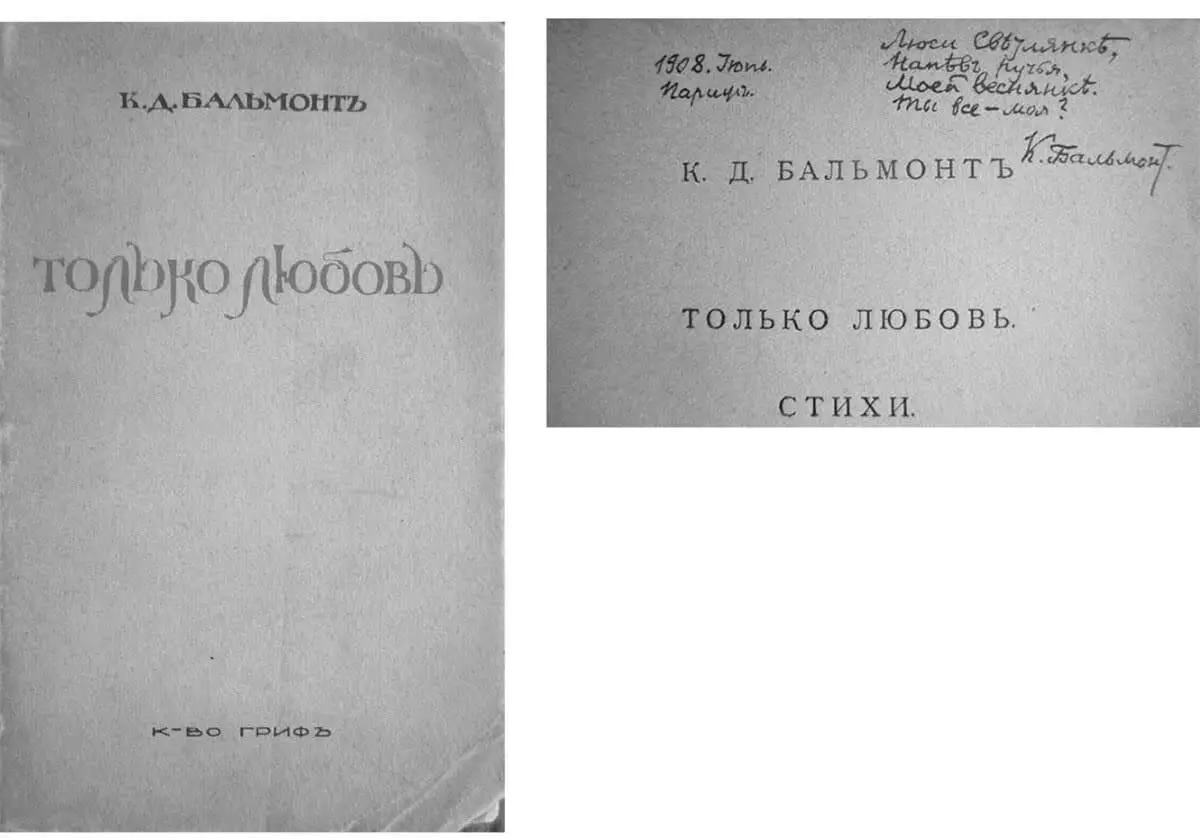 К. Д. БАЛЬМОНТЪ
ТОЛЬКО ЛЮБОВЬ
К-ВО ГРИФЪ
1908. Іюнь.
Парижъ.
Люси
Напѣвъ ручья,
Моей веснянкѣ.
Ты все – моя?
К. Бальмонт.
К. Д. БАЛЬМОНТЪ
ТОЛЬКО ЛЮБОВЬ.
СТИХИ.